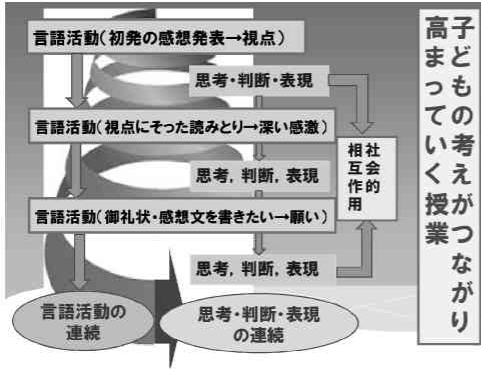 言語活動(初発の感想発表→視点)
思考・判断・表現
言語活動(視点にそった読みとり→深い感激)
思考,判断,表現
言語活動(御礼状・感想文を書きたい→願い)
思考,判断,表現
言語活動の
連続
思考・判断・表現
の連続
社会的
相互作用
子どもの考えがつながり
高まっていく授業